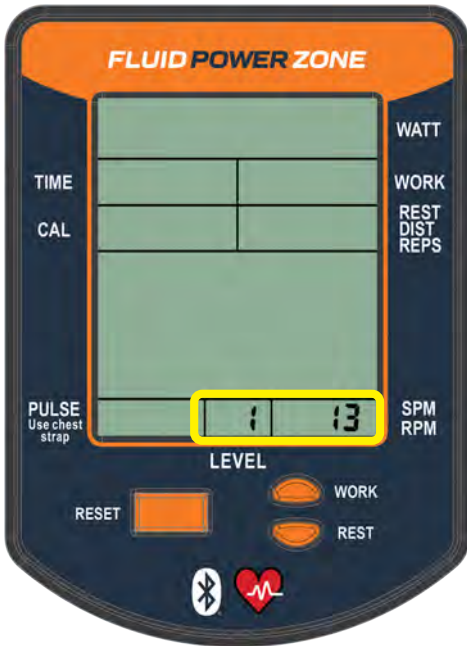 FLUID POWER ZONE
WATT
TIME
WORK
CAL
REST
DIST
REPS
PULSE
Use chest
strap
1 13
SPM
RPM
LEVEL
RESET
WORK
REST